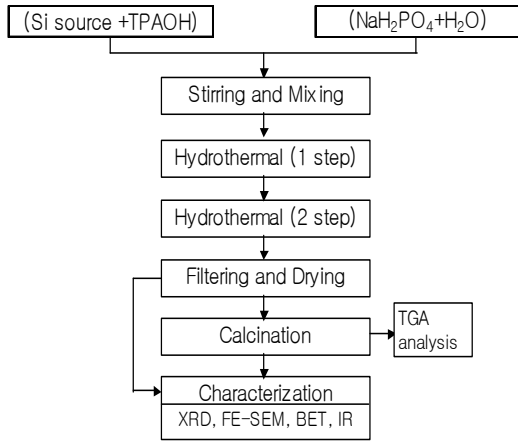 (Si source +TPAOH)
(NaH₂PO₄+H₂O)
Stirring and Mixing
Hydrothermal (1 step)
Hydrothermal (2 step)
Filtering and Drying
Calcination
TGA
analysis
Characterization
XRD, FE-SEM, BET, IR